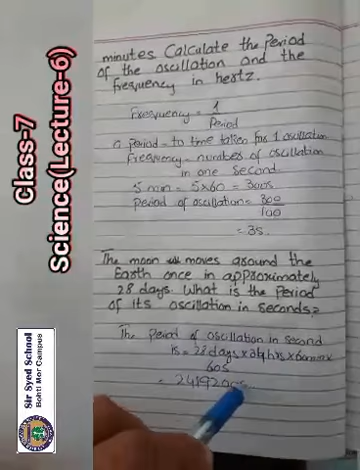 Class-7
Science(Lecture-6)
Sir Syed School
Bohti Mor Campus
minutes Calculate the Period
of the oscillation and the
frequency in hertz.
Frequency = 1
Period
Period - to time taken for 1 oscillation
frequency - number of oscillation
in one second
5 min = 5x60 = 300s
Period of oscillation = 300
100
= 3s.
The moon moves around the
Earth once in approximately
28 days. What is the Period
of its oscillation in seconds?
The Period of oscillation in second
is = 28 days x 24 hrs x 60min x
60s
= 2419200s